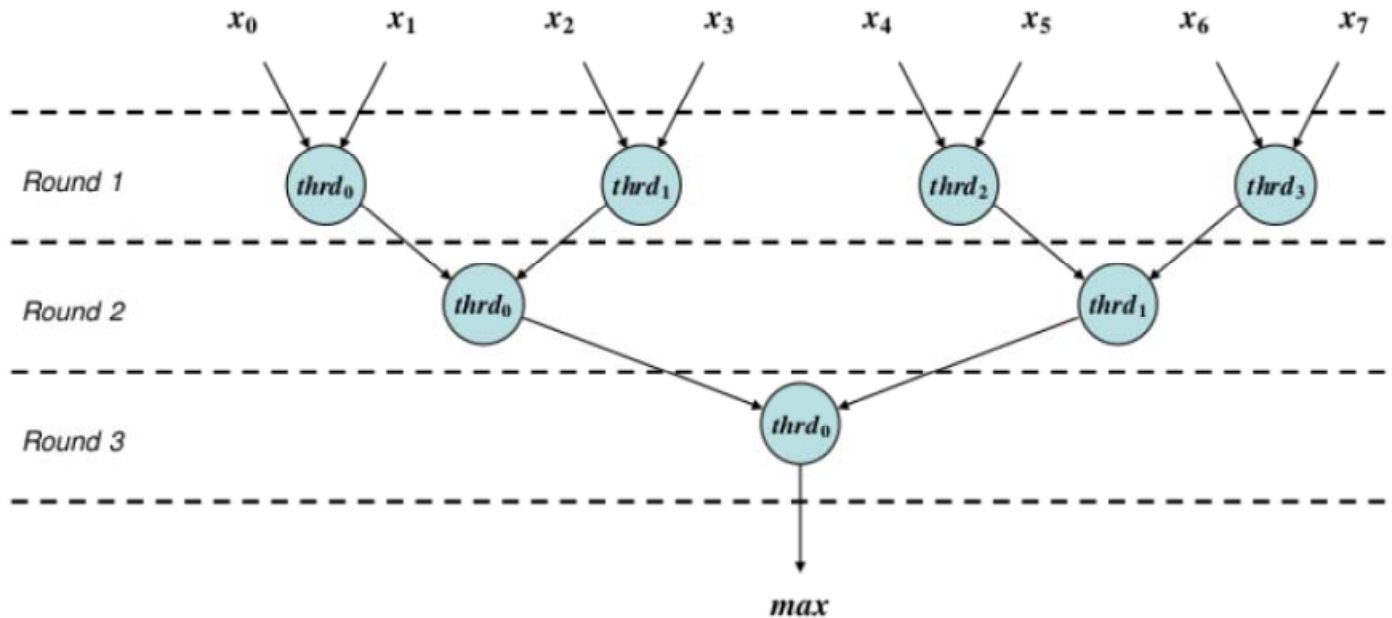 x₀ x₁ x₂ x₃ x₄ x₅ x₆ x₇
Round 1 thrd₀ thrd₁ thrd₂ thrd₃
Round 2 thrd₀ thrd₁
Round 3 thrd₀
max